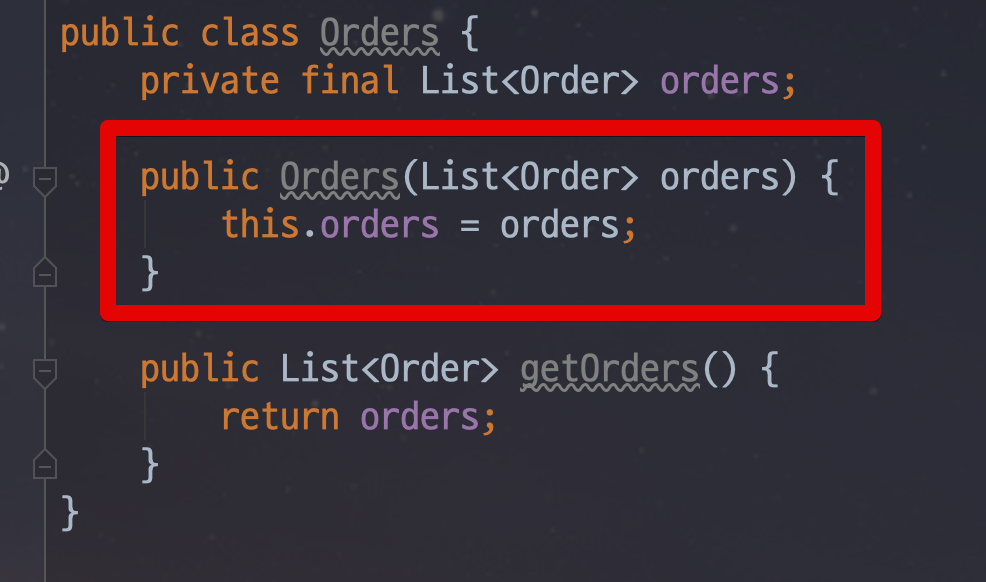 public class Orders {
private final List<Order> orders;
@
public Orders(List<Order> orders) {
this.orders = orders;
}
public List<Order> getOrders() {
return orders;
}
}